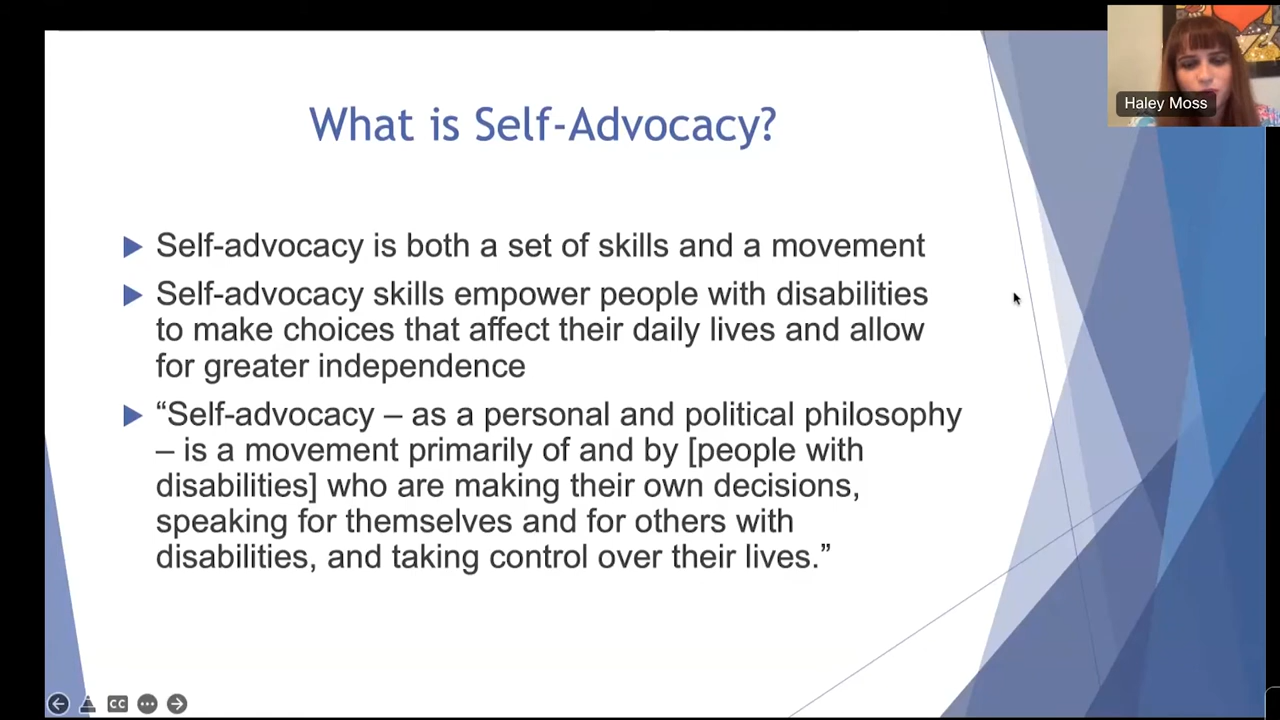 What is Self-Advocacy?
Haley Moss
Self-advocacy is both a set of skills and a movement
Self-advocacy skills empower people with disabilities
to make choices that affect their daily lives and allow
for greater independence
“Self-advocacy – as a personal and political philosophy
– is a movement primarily of and by [people with
disabilities] who are making their own decisions,
speaking for themselves and for others with
disabilities, and taking control over their lives.”
CC